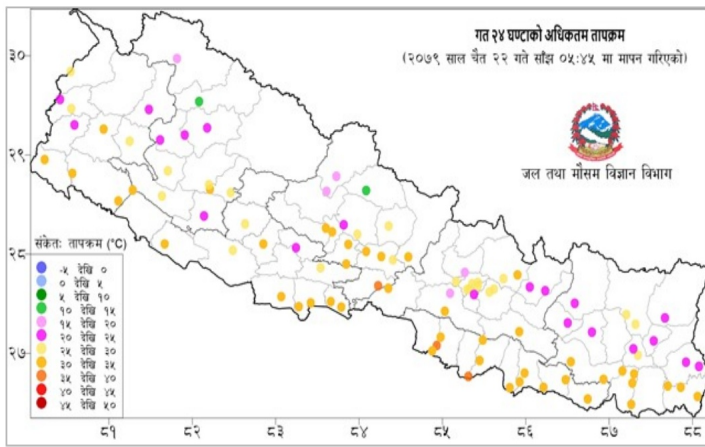 गत २४ घण्टाको अधिकतम तापक्रम
(२०७९ साल चैत २२ गते साँझ ०५:४५ मा मापन गरिएको)
जल तथा मौसम विज्ञान विभाग
३०
२९
२८
२७
संकेतः तापक्रम (°C)
-५ देखि ०
० देखि ५
५ देखि १०
१० देखि १५
१५ देखि २०
२० देखि २५
२५ देखि ३०
३० देखि ३५
३५ देखि ४०
४० देखि ४५
४५ देखि ५०
८१ ८२ ८३ ८४ ८५ ८६ ८७ ८८